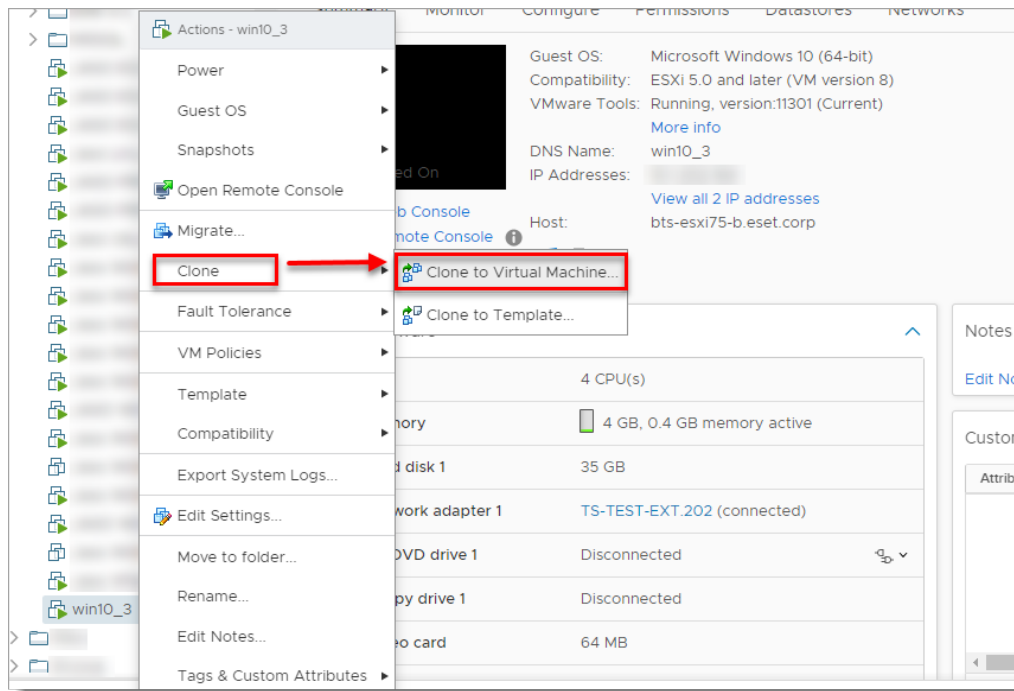 Monitor Configure Permissions Datastores Networks
Actions - win10_3
Power
Guest OS
Snapshots
Open Remote Console
Migrate...
Clone
Fault Tolerance
VM Policies
Template
Compatibility
Export System Logs...
Edit Settings...
Move to folder...
Rename...
Edit Notes...
Tags & Custom Attributes
Clone to Virtual Machine...
Clone to Template...
win10_3
ed On
b Console
mote Console
Guest OS: Microsoft Windows 10 (64-bit)
Compatibility: ESXi 5.0 and later (VM version 8)
VMware Tools: Running, version:11301 (Current)
More info
DNS Name: win10_3
IP Addresses:
View all 2 IP addresses
Host: bts-esxi75-b.eset.corp
4 CPU(s)
ory 4 GB, 0.4 GB memory active
d disk 1 35 GB
work adapter 1 TS-TEST-EXT.202 (connected)
DVD drive 1 Disconnected
py drive 1 Disconnected
eo card 64 MB
Notes
Edit No
Custom
Attrib